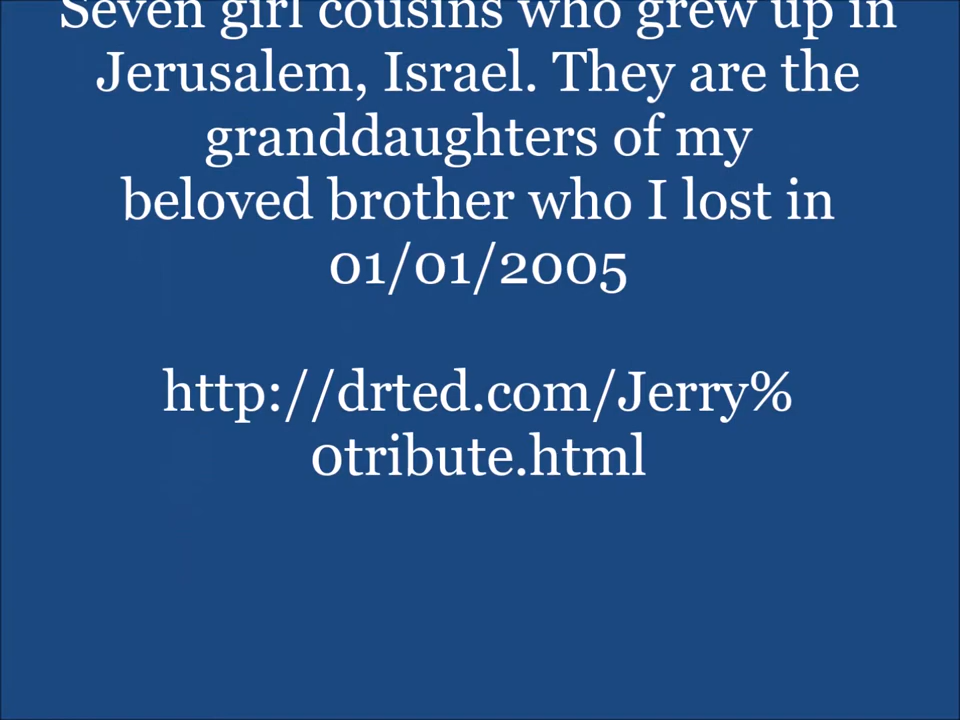 Seven girl cousins who grew up in
Jerusalem, Israel. They are the
granddaughters of my
beloved brother who I lost in
01/01/2005
http://drted.com/Jerry%
0tribute.html